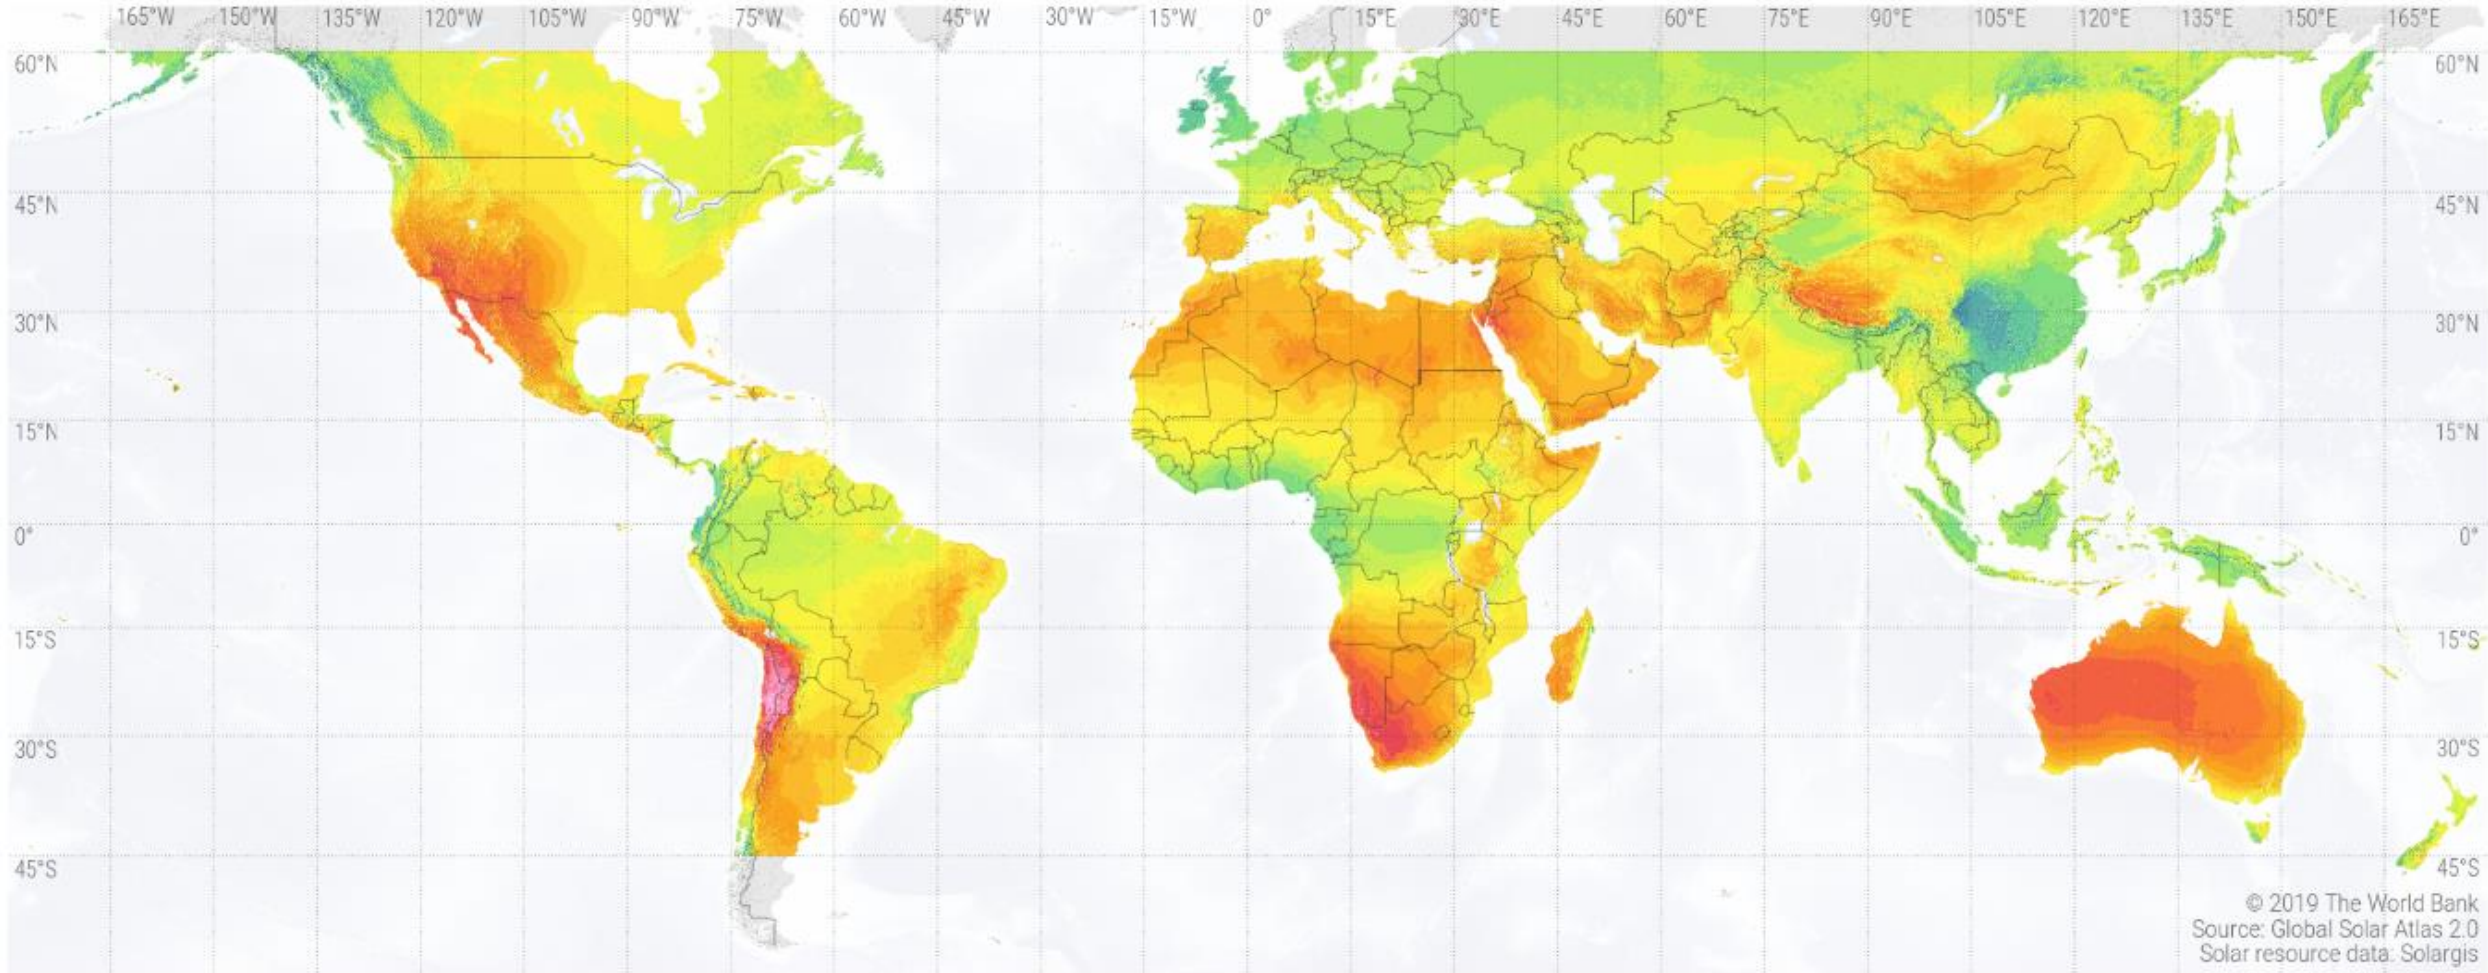 165°W 150°W 135°W 120°W 105°W 90°W 75°W 60°W 45°W 30°W 15°W 0° 15°E 30°E 45°E 60°E 75°E 90°E 105°E 120°E 135°E 150°E 165°E
60°N 60°N
45°N 45°N
30°N 30°N
15°N 15°N
0° 0°
15°S 15°S
30°S 30°S
45°S 45°S
© 2019 The World Bank
Source: Global Solar Atlas 2.0
Solar resource data: Solargis